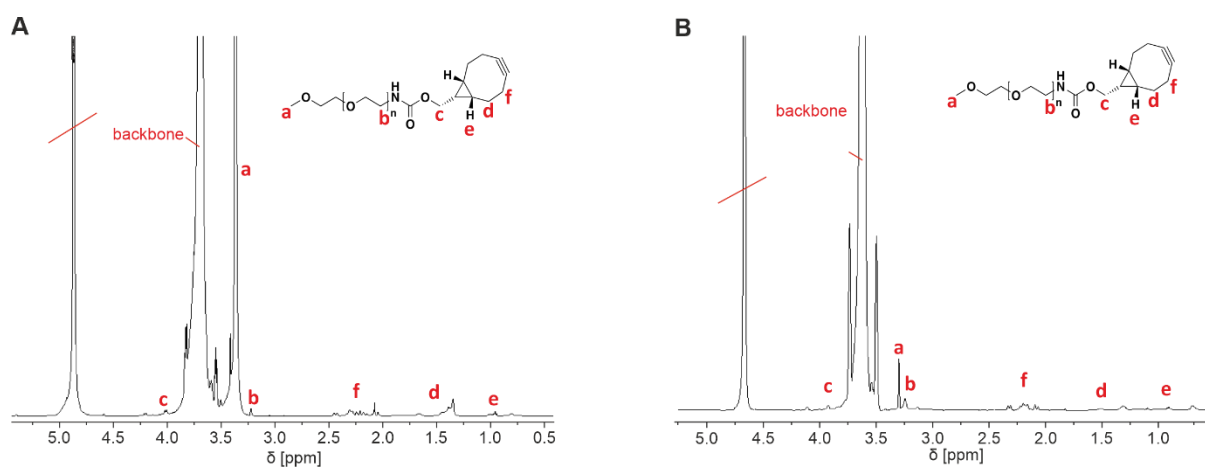 A
backbone
a
H
H
a
O
O
N
H
b
n
O
O
c
d
e
f
c
b
f
d
e
5.0 4.5 4.0 3.5 3.0 2.5 2.0 1.5 1.0 0.5
δ [ppm]
B
backbone
H
H
a
O
O
N
H
b
n
O
O
c
d
e
f
c
a
b
f
d
e
5.0 4.5 4.0 3.5 3.0 2.5 2.0 1.5 1.0
δ [ppm]